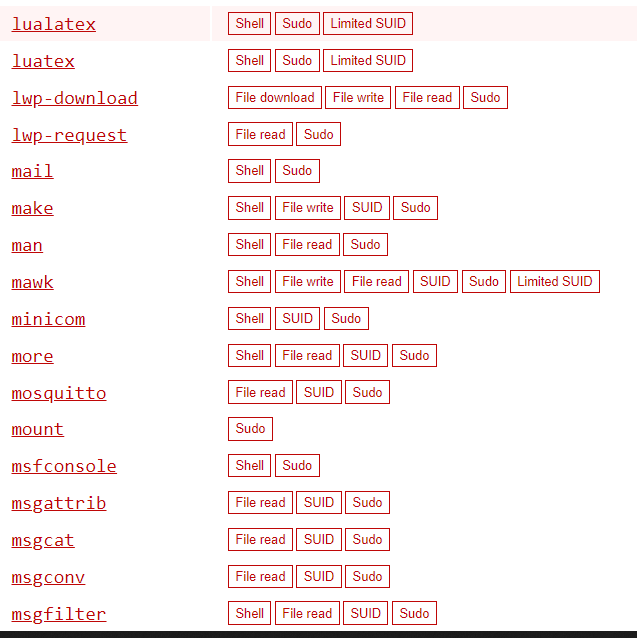 lualatex Shell Sudo Limited SUID
luatex Shell Sudo Limited SUID
lwp-download File download File write File read Sudo
lwp-request File read Sudo
mail Shell Sudo
make Shell File write SUID Sudo
man Shell File read Sudo
mawk Shell File write File read SUID Sudo Limited SUID
minicom Shell SUID Sudo
more Shell File read SUID Sudo
mosquitto File read SUID Sudo
mount Sudo
msfconsole Shell Sudo
msgattrib File read SUID Sudo
msgcat File read SUID Sudo
msgconv File read SUID Sudo
msgfilter Shell File read SUID Sudo